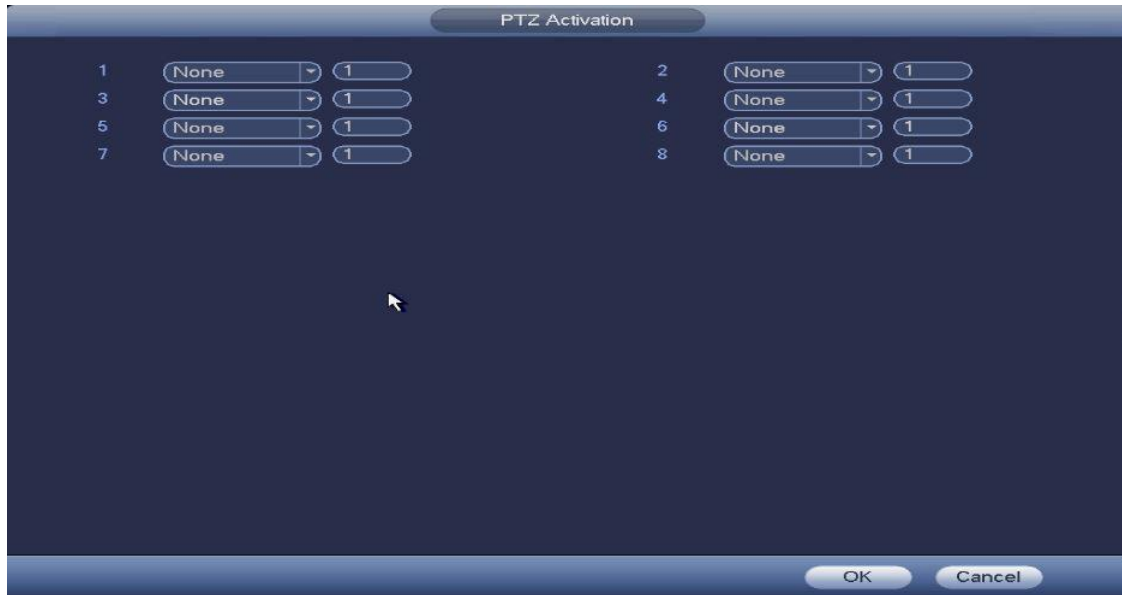 PTZ Activation
1 None 1 2 None 1
3 None 1 4 None 1
5 None 1 6 None 1
7 None 1 8 None 1
OK Cancel